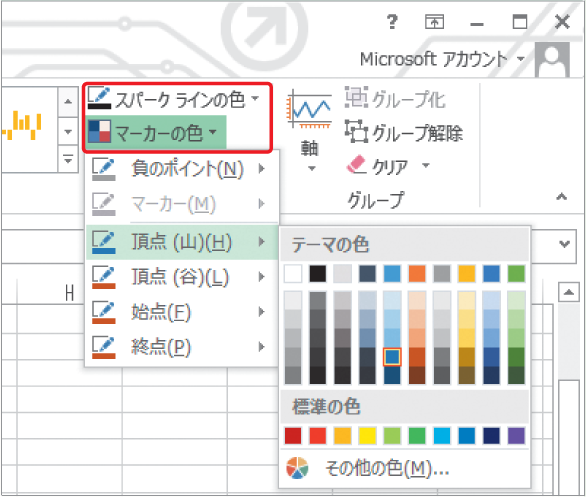 ?
Microsoft アカウント
スパークラインの色
マーカーの色
軸
グループ化
グループ解除
クリア
グループ
負のポイント(N)
マーカー(M)
頂点 (山)(H)
頂点 (谷)(L)
始点(F)
終点(P)
H
テーマの色
標準の色
その他の色(M)...